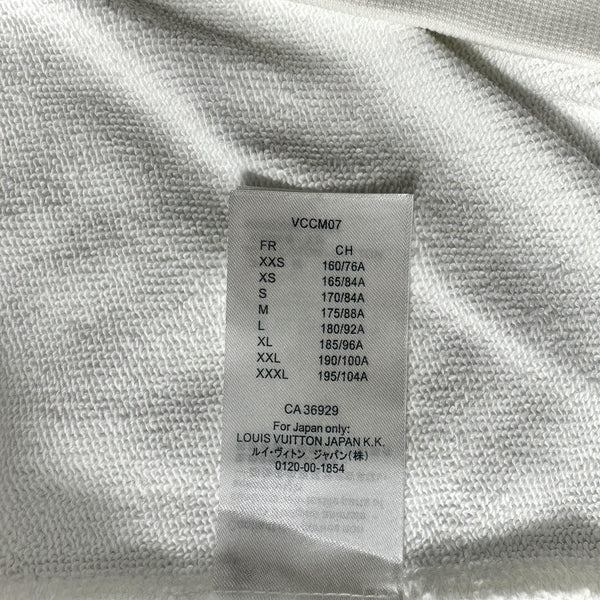 VCCM07
FR CH
XXS 160/76A
XS 165/84A
S 170/84A
M 175/88A
L 180/92A
XL 185/96A
XXL 190/100A
XXXL 195/104A
CA 36929
For Japan only:
LOUIS VUITTON JAPAN K.K.
ルイ・ヴィトン ジャパン(株)
0120-00-1854